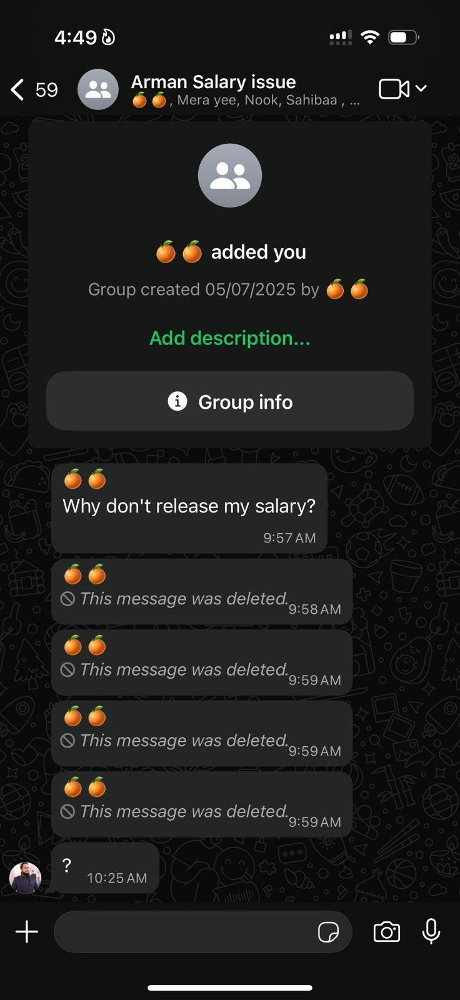 4:49
59
Arman Salary issue
🍊🍊, Mera yee, Nook, Sahibaa , ...
🍊🍊 added you
Group created 05/07/2025 by 🍊🍊
Add description...
Group info
🍊🍊
Why don't release my salary?
9:57 AM
🍊🍊
This message was deleted.
9:58 AM
🍊🍊
This message was deleted.
9:59 AM
🍊🍊
This message was deleted.
9:59 AM
🍊🍊
This message was deleted.
9:59 AM
?
10:25 AM